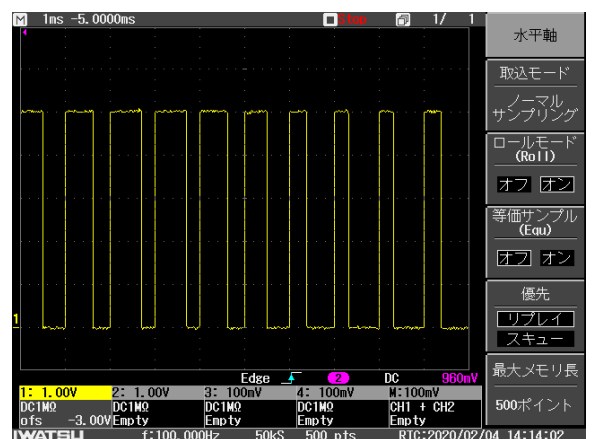 M 1ms -5.0000ms Stop 1/ 1
水平軸
取込モード
ノーマル
サンプリング
ロールモード
(Roll)
オフ オン
等価サンプル
(Equ)
オフ オン
優先
リプレイ
スキュー
最大メモリ長
500ポイント
1
Edge 2 DC 960mV
1: 1.00V 2: 1.00V 3: 100mV 4: 100mV M:100mV
DC1MΩ DC1MΩ DC1MΩ DC1MΩ CH1 + CH2
ofs -3.00V Empty Empty Empty Empty
IWATSU f:100.000Hz 50kS 500 pts RTC:2020/02/04 14:14:02